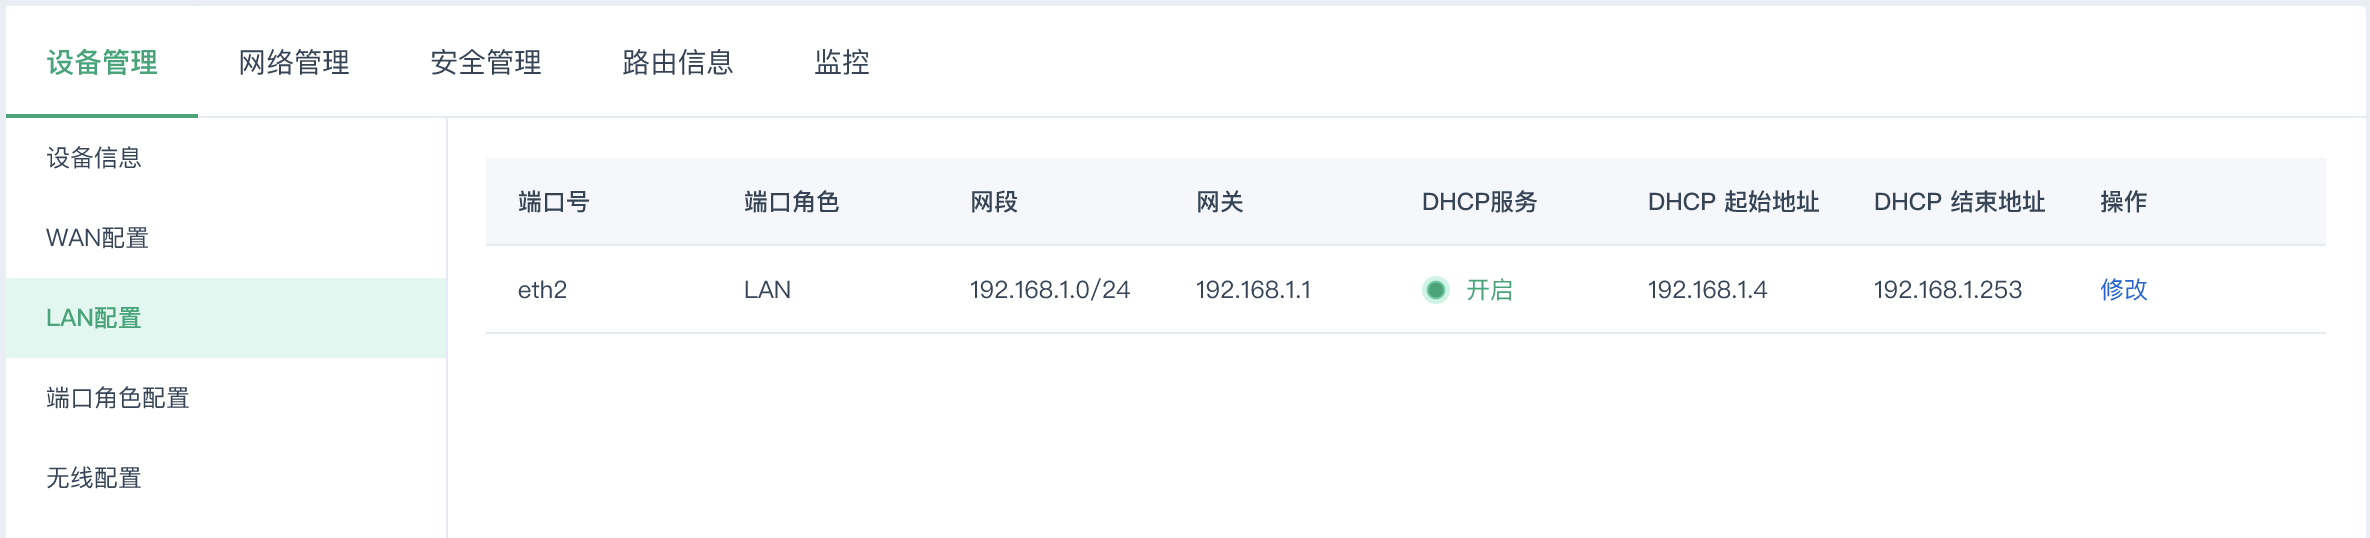 设备管理 网络管理 安全管理 路由信息 监控
设备信息
WAN配置
LAN配置
端口角色配置
无线配置
端口号 端口角色 网段 网关 DHCP服务 DHCP 起始地址 DHCP 结束地址 操作
eth2 LAN 192.168.1.0/24 192.168.1.1 开启 192.168.1.4 192.168.1.253 修改